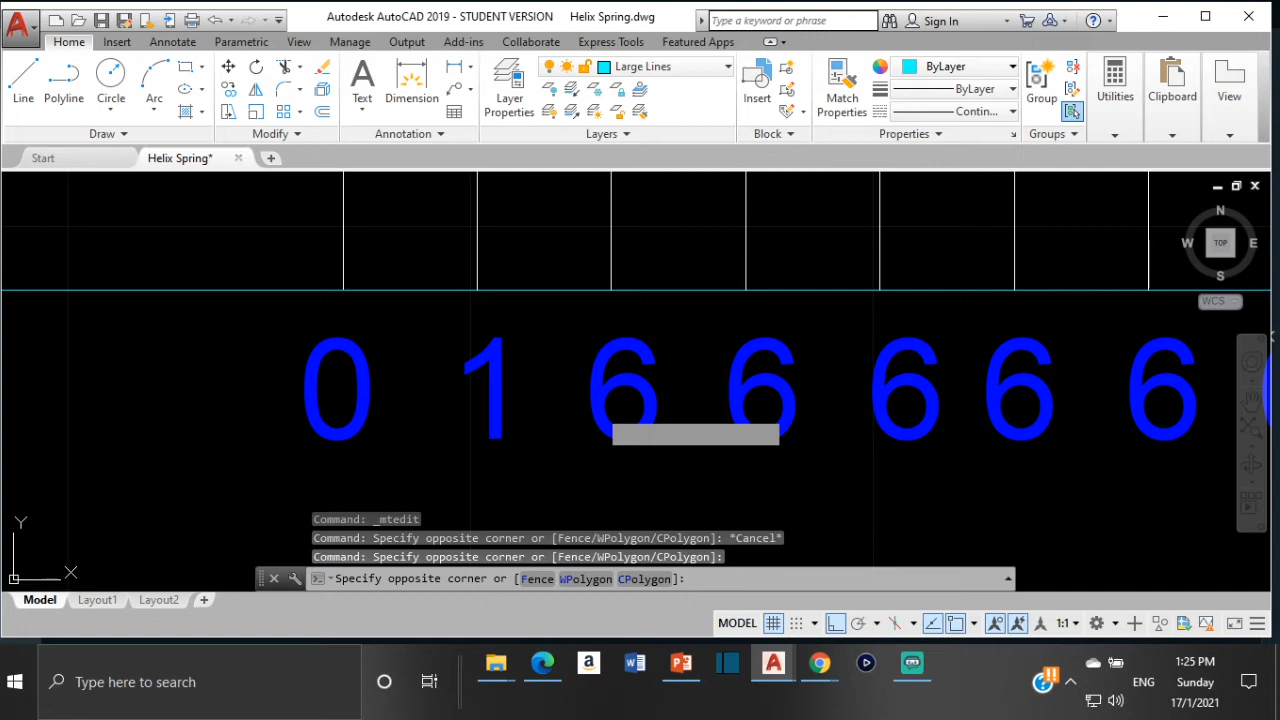 Autodesk AutoCAD 2019 - STUDENT VERSION Helix Spring.dwg Type a keyword or phrase Sign In
Home Insert Annotate Parametric View Manage Output Add-ins Collaborate Express Tools Featured Apps
Large Lines ByLayer
ByLayer
Line Polyline Circle Arc Text Dimension Layer Properties Insert Match Properties Contin... Group Utilities Clipboard View
Draw Modify Annotation Layers Block Properties Groups
Start Helix Spring*
N
W TOP E
S
WCS
0 1 6 6 6 6 6
Command: _mtedit
Command: Specify opposite corner or [Fence/WPolygon/CPolygon]: *Cancel*
Command: Specify opposite corner or [Fence/WPolygon/CPolygon]:
Specify opposite corner or [Fence WPolygon CPolygon]:
Y
X
Model Layout1 Layout2
MODEL 1:1
Type here to search
ENG
1:25 PM
Sunday
17/1/2021